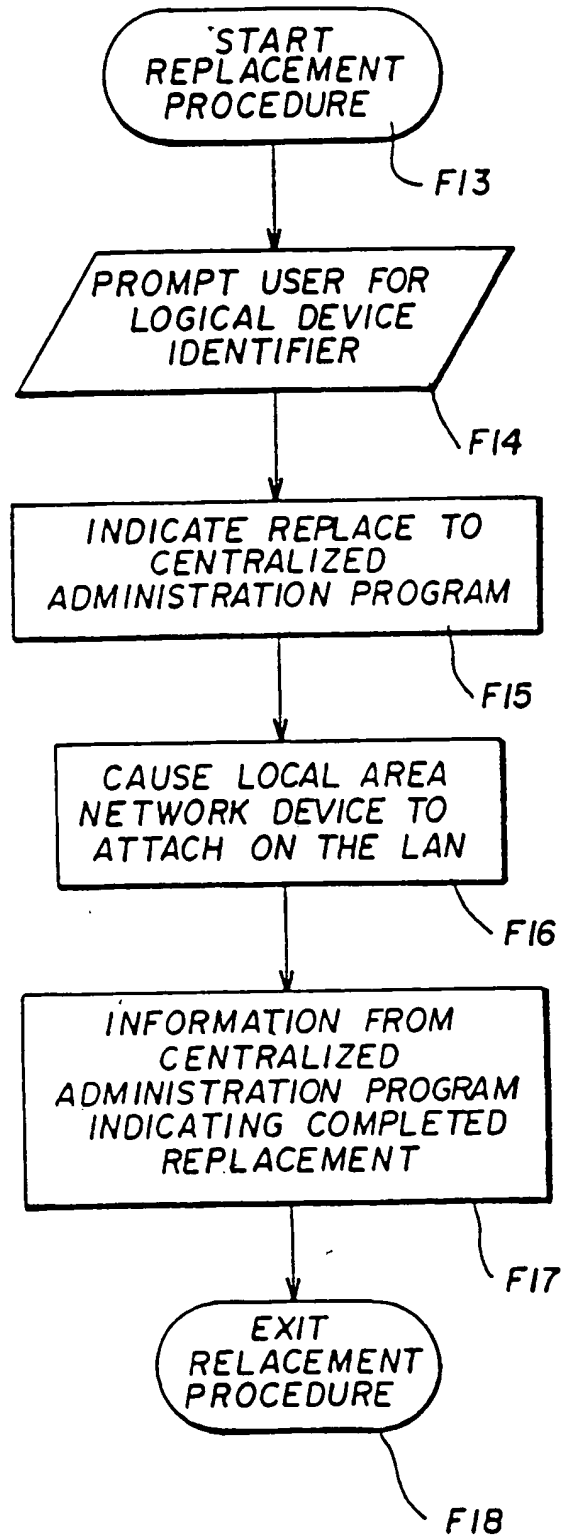 START
REPLACEMENT
PROCEDURE
F13
PROMPT USER FOR
LOGICAL DEVICE
IDENTIFIER
F14
INDICATE REPLACE TO
CENTRALIZED
ADMINISTRATION PROGRAM
F15
CAUSE LOCAL AREA
NETWORK DEVICE TO
ATTACH ON THE LAN
F16
INFORMATION FROM
CENTRALIZED
ADMINISTRATION PROGRAM
INDICATING COMPLETED
REPLACEMENT
F17
EXIT
RELACEMENT
PROCEDURE
F18